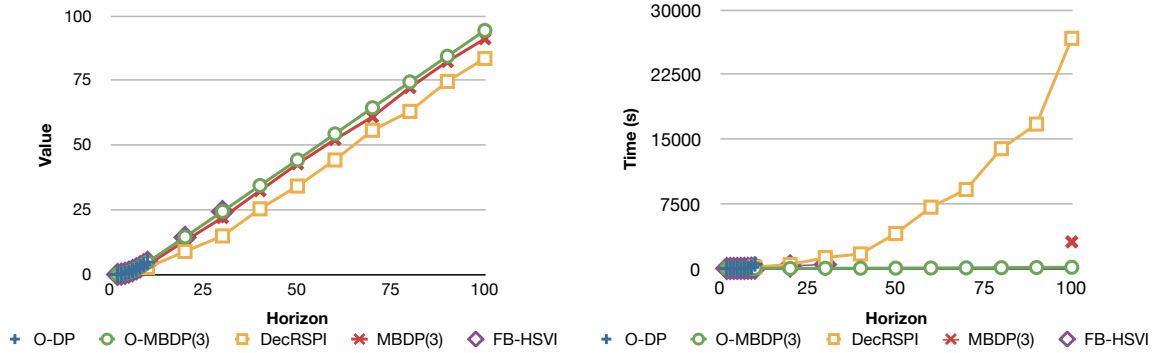 100
75
50
25
0
Value
0
25
50
75
100
Horizon
O-DP
O-MBDP(3)
DecRSPI
MBDP(3)
FB-HSVI
30000
22500
15000
7500
0
Time (s)
0
25
50
75
100
Horizon
O-DP
O-MBDP(3)
DecRSPI
MBDP(3)
FB-HSVI